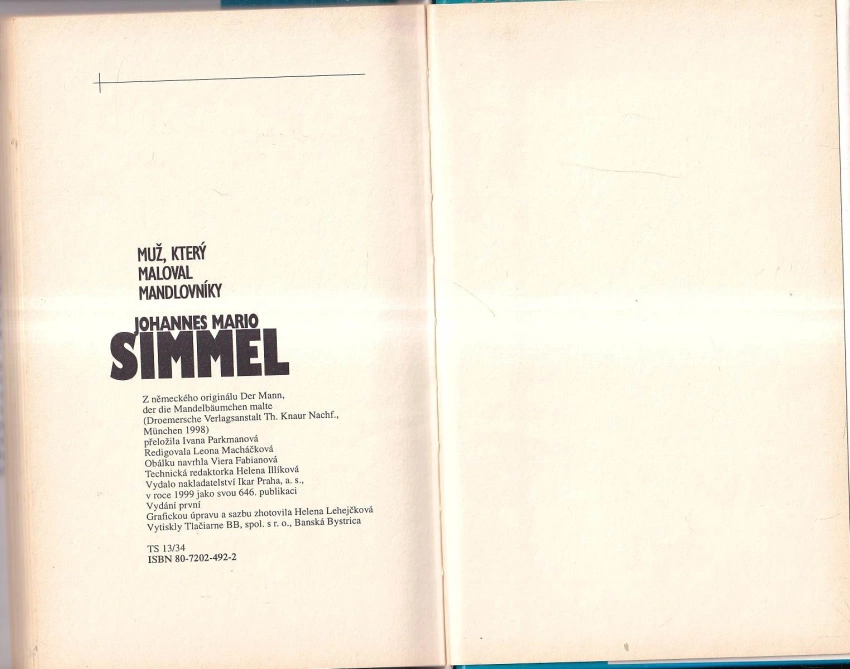 MUŽ, KTERÝ
MALOVAL
MANDLOVNÍKY
JOHANNES MARIO
SIMMEL
Z německého originálu Der Mann,
der die Mandelbäumchen malte
(Droemersche Verlagsanstalt Th. Knaur Nachf.,
München 1998)
přeložila Ivana Parkmanová
Redigovala Leona Macháčková
Obálku navrhla Viera Fabianová
Technická redaktorka Helena Illíková
Vydalo nakladatelství Ikar Praha, a. s.,
v roce 1999 jako svou 646. publikaci
Vydání první
Grafickou úpravu a sazbu zhotovila Helena Lehejčková
Vytiskly Tlačiarne BB, spol. s r. o., Banská Bystrica
TS 13/34
ISBN 80-7202-492-2